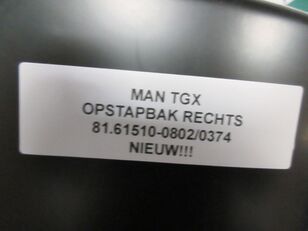 MAN TGX
OPSTAPBAK RECHTS
81.61510-0802/0374
NIEUW!!!